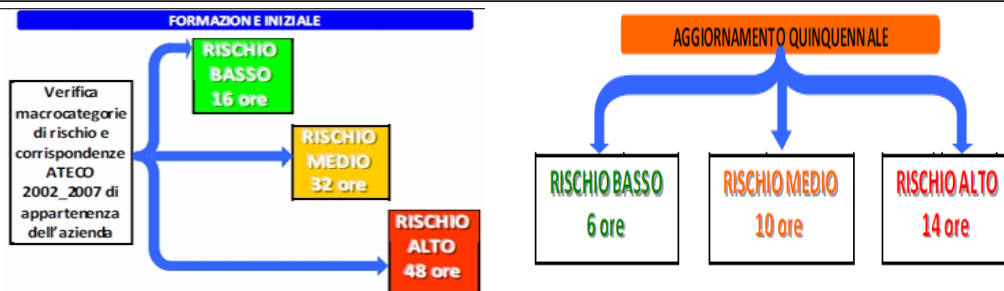 FORMAZIONE INIZIALE
Verifica
macrocategorie
di rischio e
corrispondenze
ATECO
2002_2007 di
appartenenza
dell'azienda
RISCHIO
BASSO
16 ore
RISCHIO
MEDIO
32 ore
RISCHIO
ALTO
48 ore
AGGIORNAMENTO QUINQUENNALE
RISCHIO BASSO
6 ore
RISCHIO MEDIO
10 ore
RISCHIO ALTO
14 ore